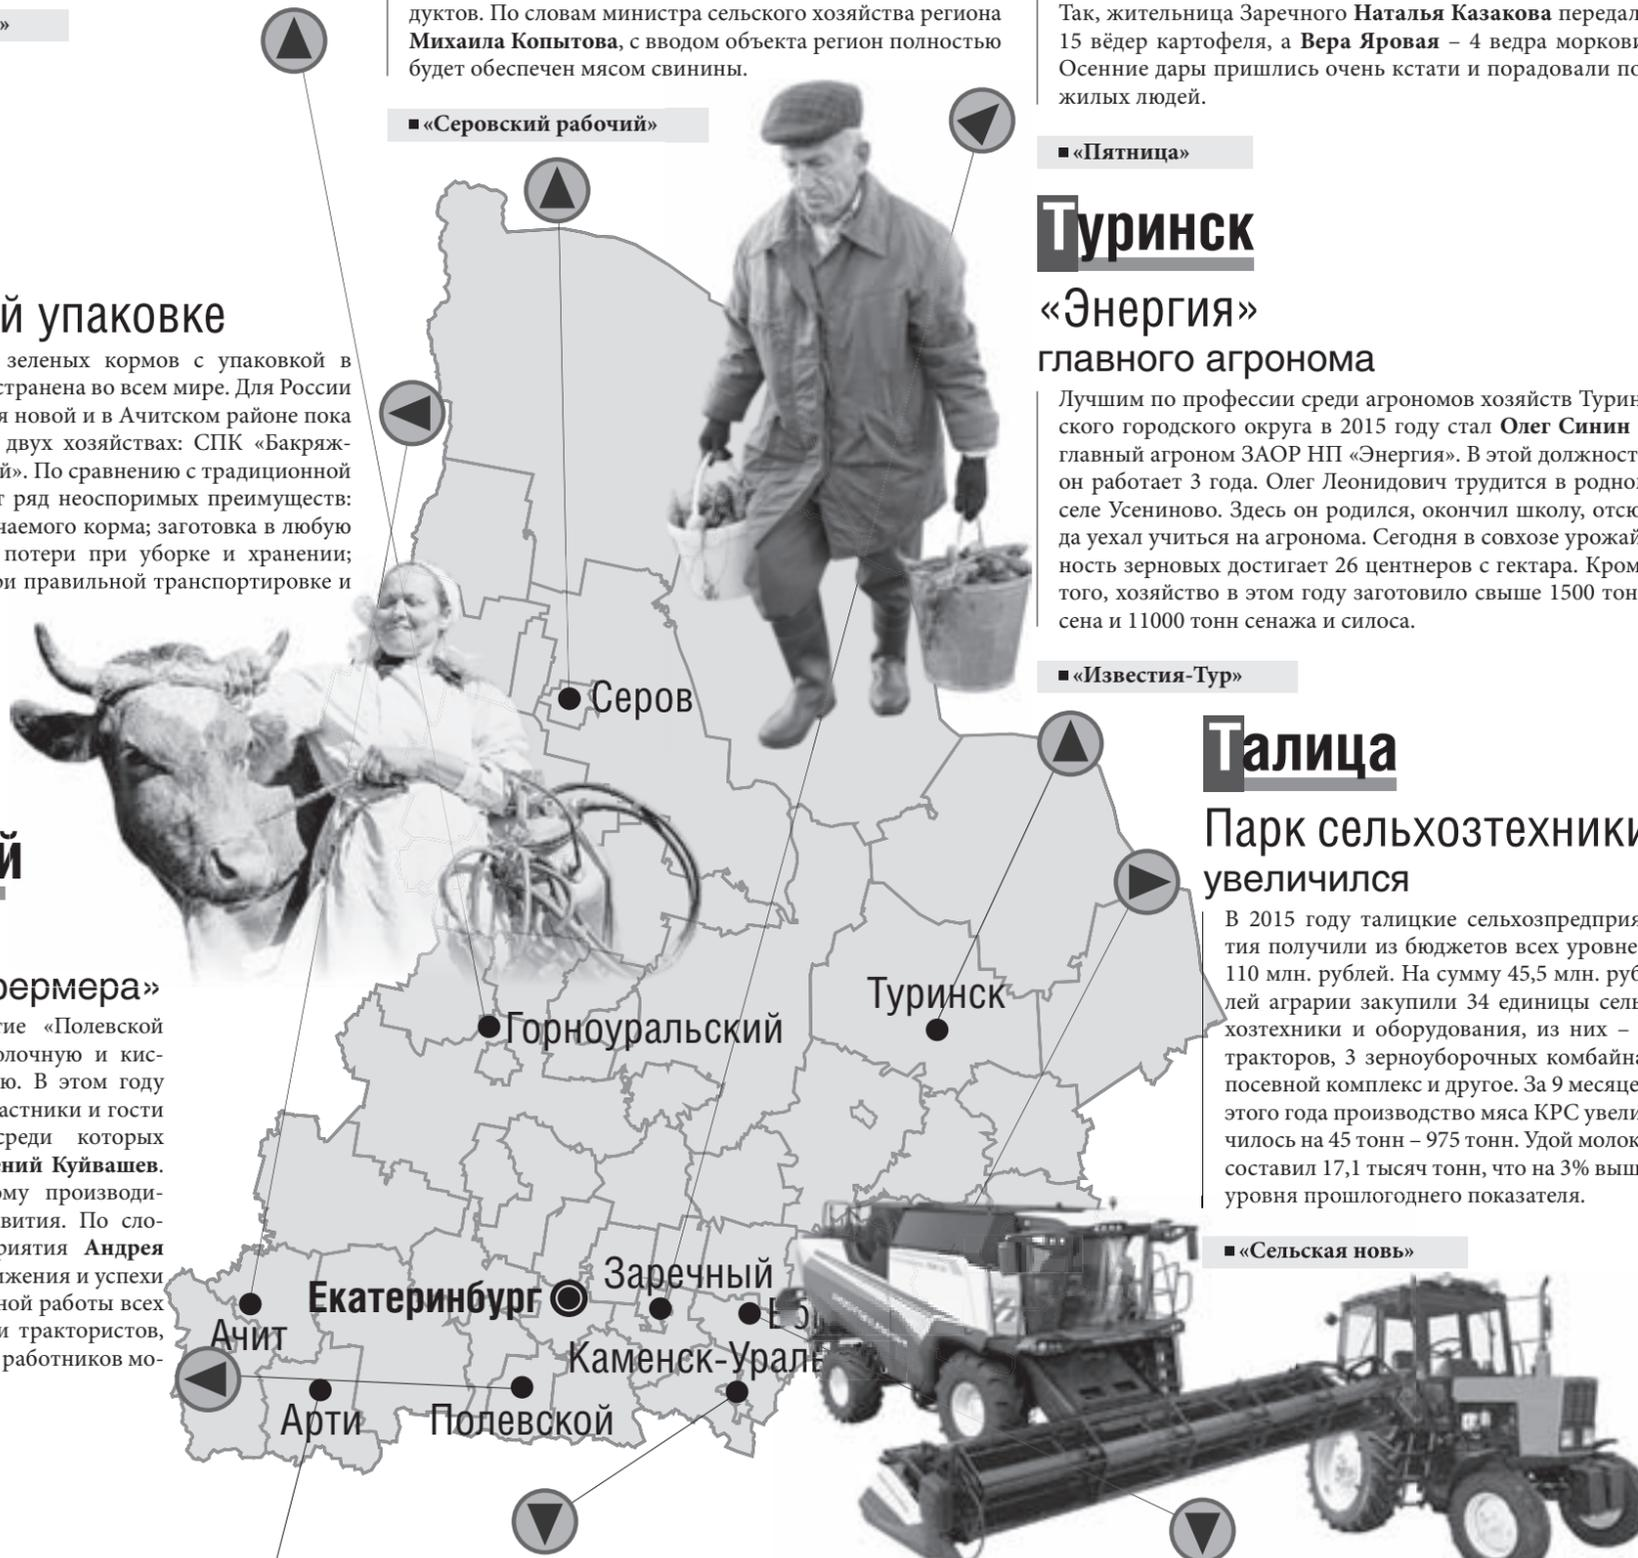 »
дуктов. По словам министра сельского хозяйства региона
Михаила Копытова, с вводом объекта регион полностью
будет обеспечен мясом свинины.
■ «Серовский рабочий»
Так, жительница Заречного Наталья Казакова передал
15 вёдер картофеля, а Вера Яровая – 4 ведра моркови
Осенние дары пришлись очень кстати и порадовали по
жилых людей.
■ «Пятница»
Туринск
«Энергия»
главного агронома
Лучшим по профессии среди агрономов хозяйств Турин
ского городского округа в 2015 году стал Олег Синин
главный агроном ЗАОР НП «Энергия». В этой должност
он работает 3 года. Олег Леонидович трудится в родно
селе Усениново. Здесь он родился, окончил школу, отсю
да уехал учиться на агронома. Сегодня в совхозе урожай
ность зерновых достигает 26 центнеров с гектара. Кром
того, хозяйство в этом году заготовило свыше 1500 тон
сена и 11000 тонн сенажа и силоса.
■ «Известия-Тур»
Талица
Парк сельхозтехники
увеличился
В 2015 году талицкие сельхозпредприя
тия получили из бюджетов всех уровне
110 млн. рублей. На сумму 45,5 млн. руб
лей аграрии закупили 34 единицы сель
хозтехники и оборудования, из них –
тракторов, 3 зерноуборочных комбайна
посевной комплекс и другое. За 9 месяце
этого года производство мяса КРС увели
чилось на 45 тонн – 975 тонн. Удой молок
составил 17,1 тысяч тонн, что на 3% выш
уровня прошлогоднего показателя.
■ «Сельская новь»
й упаковке
зеленых кормов с упаковкой в
странена во всем мире. Для России
я новой и в Ачитском районе пока
двух хозяйствах: СПК «Бакряж-
й». По сравнению с традиционной
т ряд неоспоримых преимуществ:
чаемого корма; заготовка в любую
потери при уборке и хранении;
ри правильной транспортировке и
й
фермера»
тие «Полевской
олочную и кис-
ю. В этом году
астники и гости
среди которых
ений Куйвашев.
ому производи-
вития. По сло-
риятия Андрея
ижения и успехи
ной работы всех
и трактористов,
работников мо-
Серов
Туринск
Горноуральский
Заречный
Екатеринбург
Ачит
Каменск-Ураль
Арти
Полевской